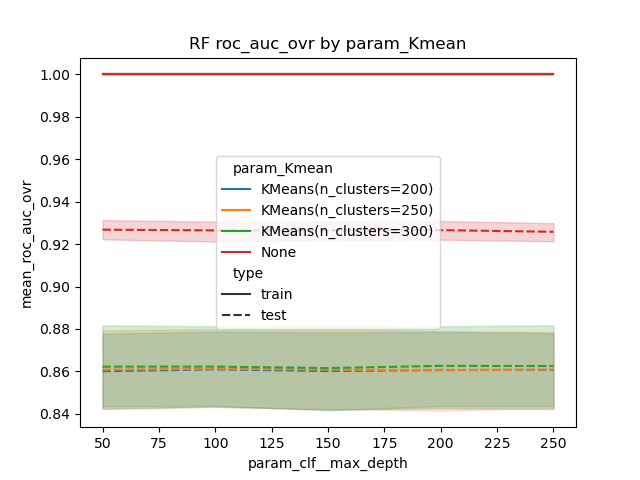 RF roc_auc_ovr by param_Kmean
1.00
0.98
0.96
0.94
0.92
0.90
0.88
0.86
0.84
mean_roc_auc_ovr
param_Kmean
KMeans(n_clusters=200)
KMeans(n_clusters=250)
KMeans(n_clusters=300)
None
type
train
test
50 75 100 125 150 175 200 225 250
param_clf__max_depth